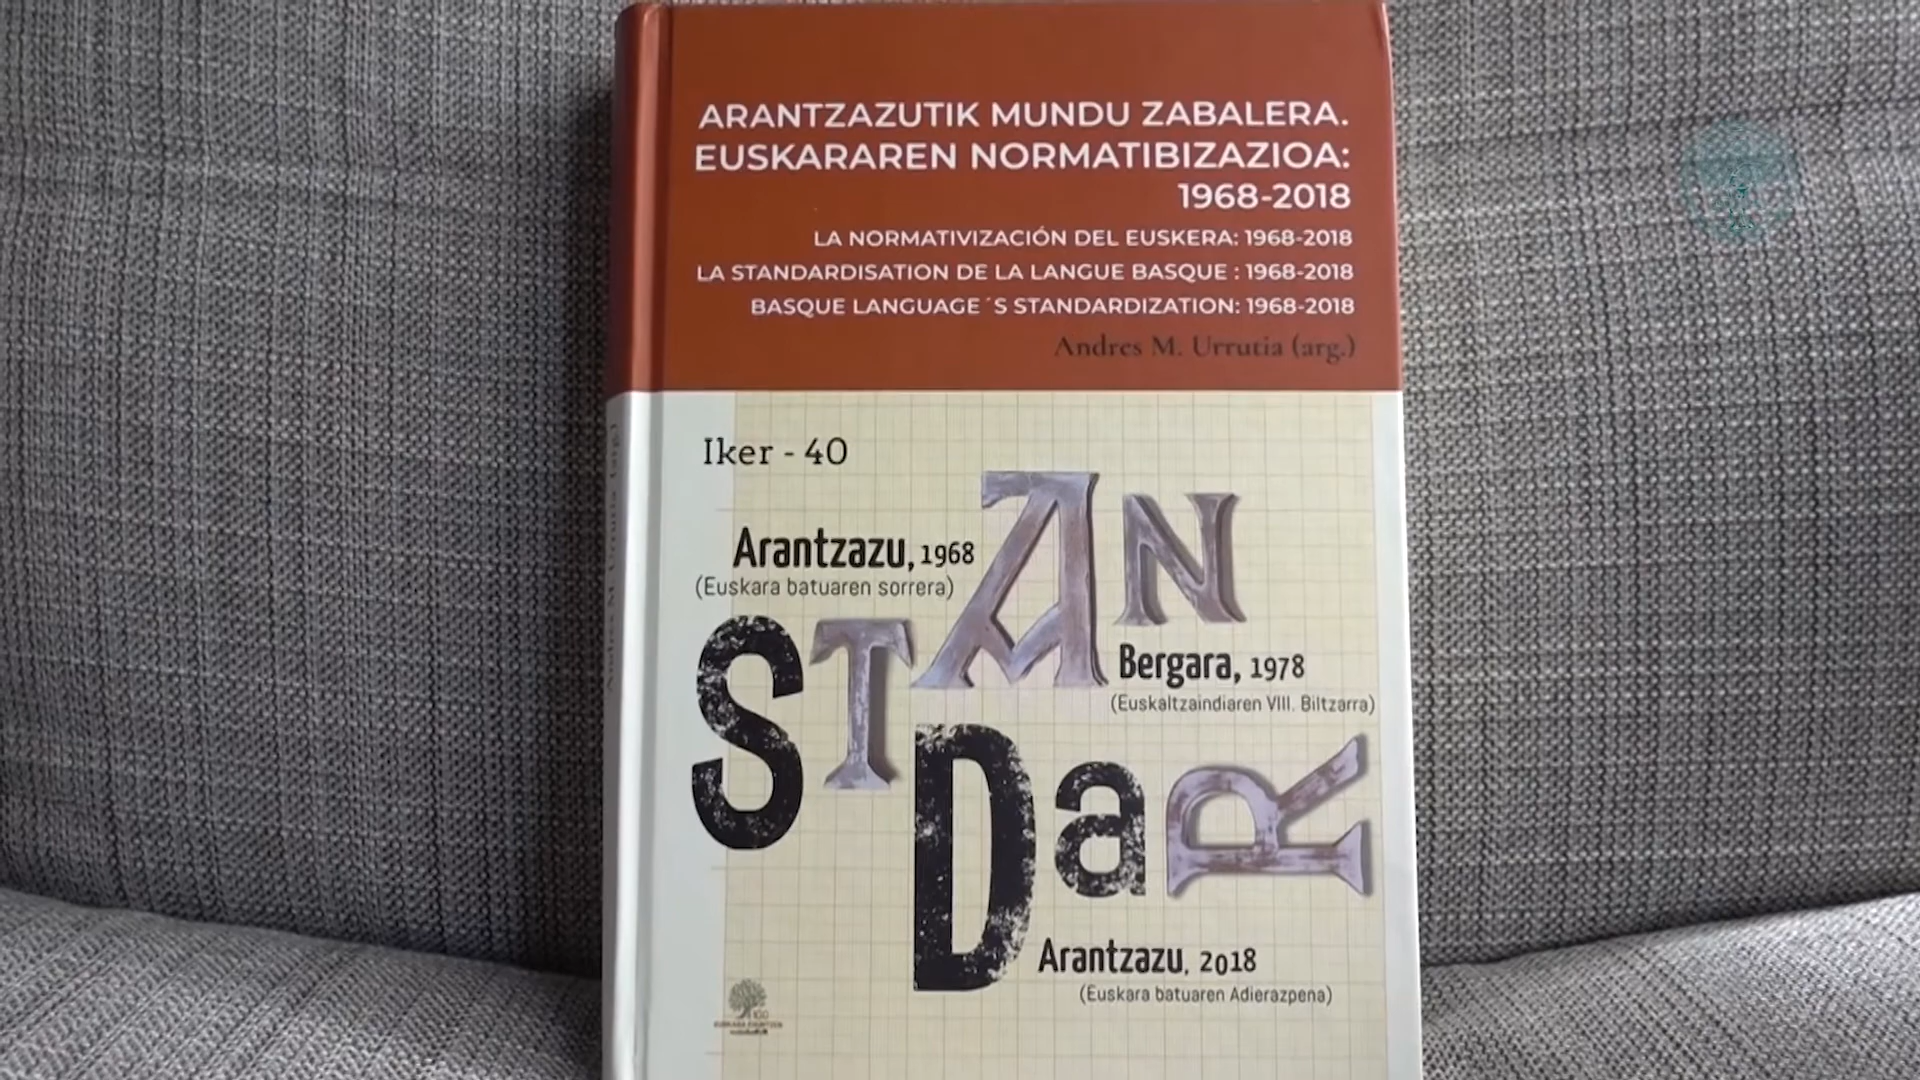 ARANTZAZUTIK MUNDU ZABALERA.
EUSKARAREN NORMATIBIZAZIOA:
1968-2018
LA NORMATIVIZACIÓN DEL EUSKERA: 1968-2018
LA STANDARDISATION DE LA LANGUE BASQUE : 1968-2018
BASQUE LANGUAGE´S STANDARDIZATION: 1968-2018
Andres M. Urrutia (arg.)
Iker - 40
Arantzazu, 1968
(Euskara batuaren sorrera)
STAN
Bergara, 1978
(Euskaltzaindiaren VIII. Biltzarra)
DaR
Arantzazu, 2018
(Euskara batuaren Adierazpena)
100